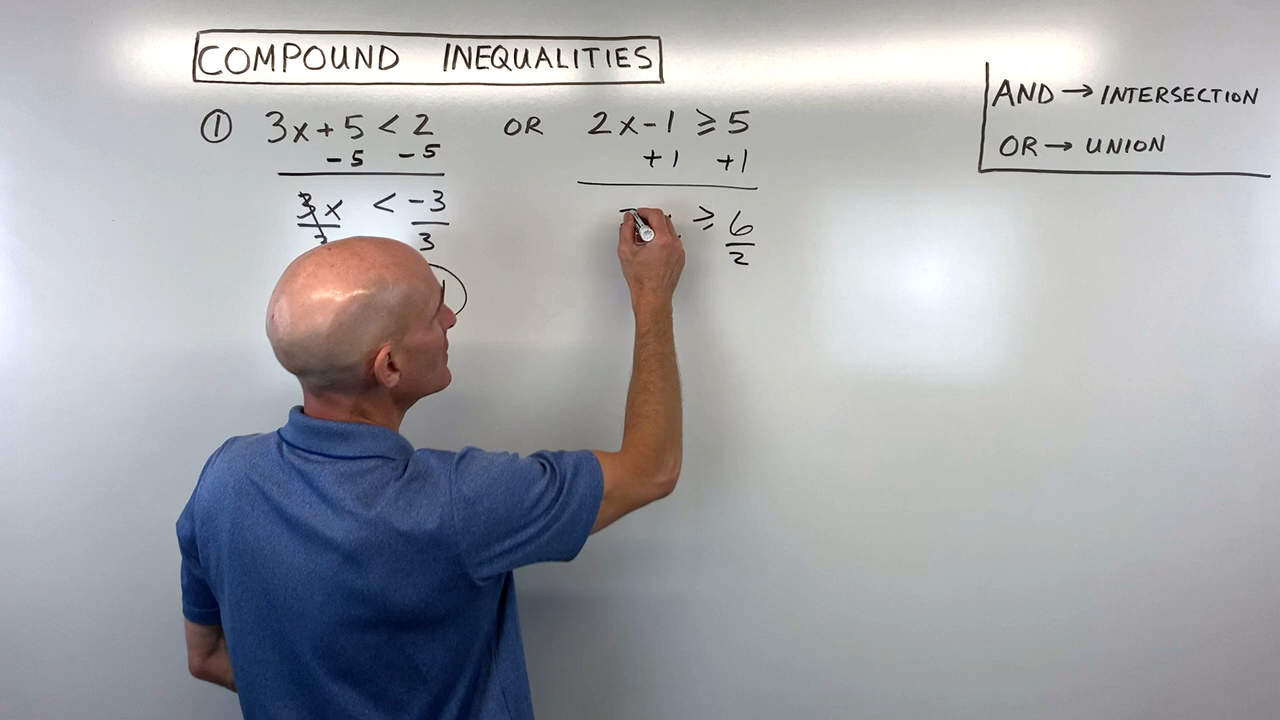 COMPOUND INEQUALITIES
① 3x+5 < 2 OR 2x-1 ≥ 5
-5 -5 +1 +1
3x < -3
3 3
≥ 6
2
AND → INTERSECTION
OR → UNION